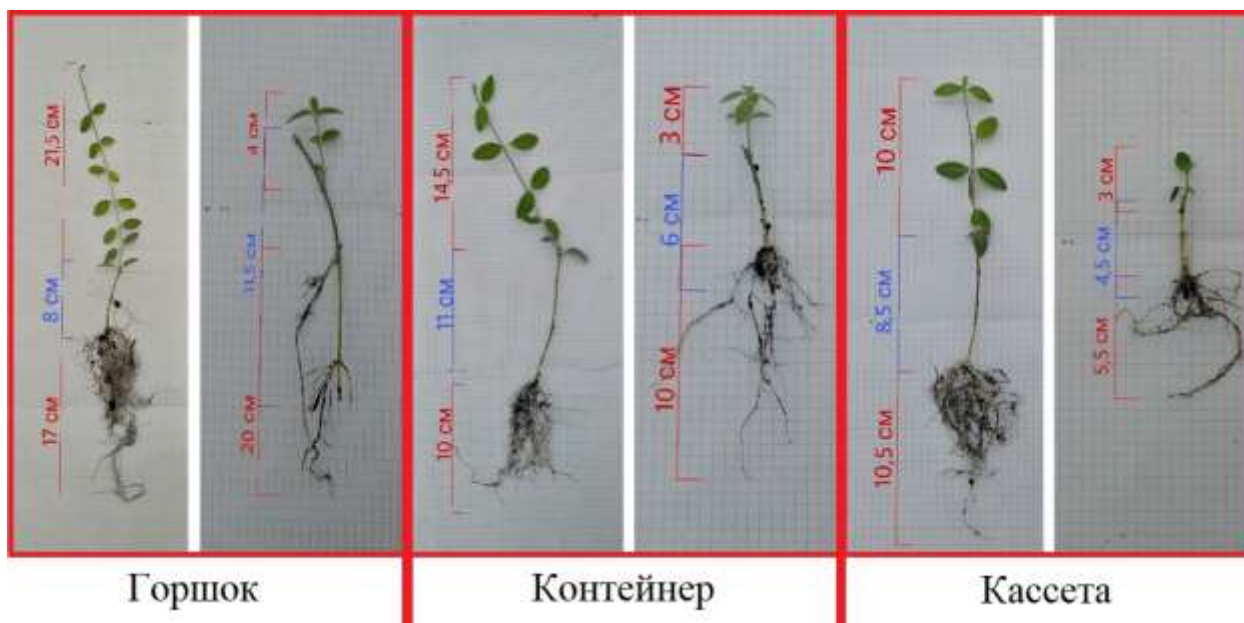 21,5 см
8 см
17 см
4 см
11,5 см
20 см
14,5 см
11 см
10 см
3 см
6 см
10 см
10 см
8,5 см
10,5 см
3 см
4,5 см
5,5 см
Горшок
Контейнер
Кассета